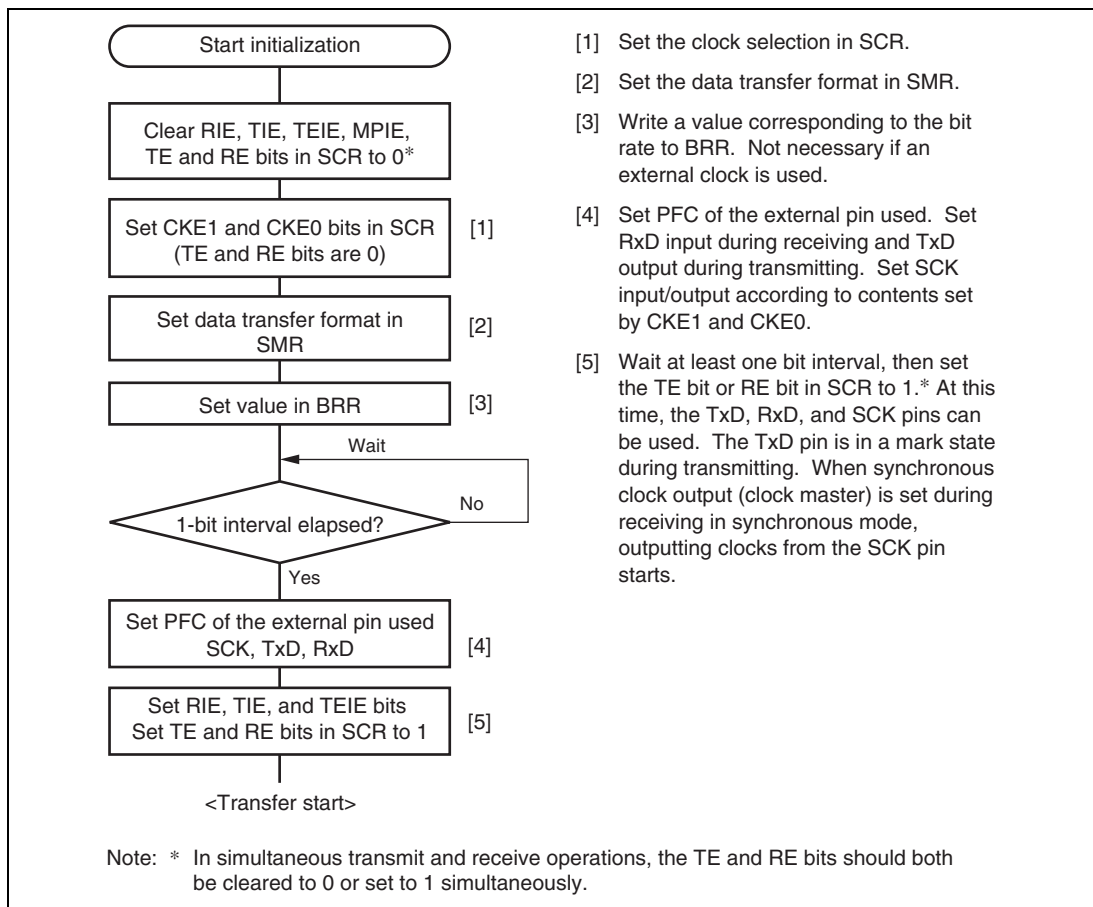 Start initialization
Clear RIE, TIE, TEIE, MPIE,
TE and RE bits in SCR to 0*
Set CKE1 and CKE0 bits in SCR
(TE and RE bits are 0)
[1]
Set data transfer format in
SMR
[2]
Set value in BRR
[3]
Wait
1-bit interval elapsed?
No
Yes
Set PFC of the external pin used
SCK, TxD, RxD
[4]
Set RIE, TIE, and TEIE bits
Set TE and RE bits in SCR to 1
[5]
<Transfer start>
[1] Set the clock selection in SCR.
[2] Set the data transfer format in SMR.
[3] Write a value corresponding to the bit
rate to BRR. Not necessary if an
external clock is used.
[4] Set PFC of the external pin used. Set
RxD input during receiving and TxD
output during transmitting. Set SCK
input/output according to contents set
by CKE1 and CKE0.
[5] Wait at least one bit interval, then set
the TE bit or RE bit in SCR to 1.* At this
time, the TxD, RxD, and SCK pins can
be used. The TxD pin is in a mark state
during transmitting. When synchronous
clock output (clock master) is set during
receiving in synchronous mode,
outputting clocks from the SCK pin
starts.
Note: * In simultaneous transmit and receive operations, the TE and RE bits should both
be cleared to 0 or set to 1 simultaneously.